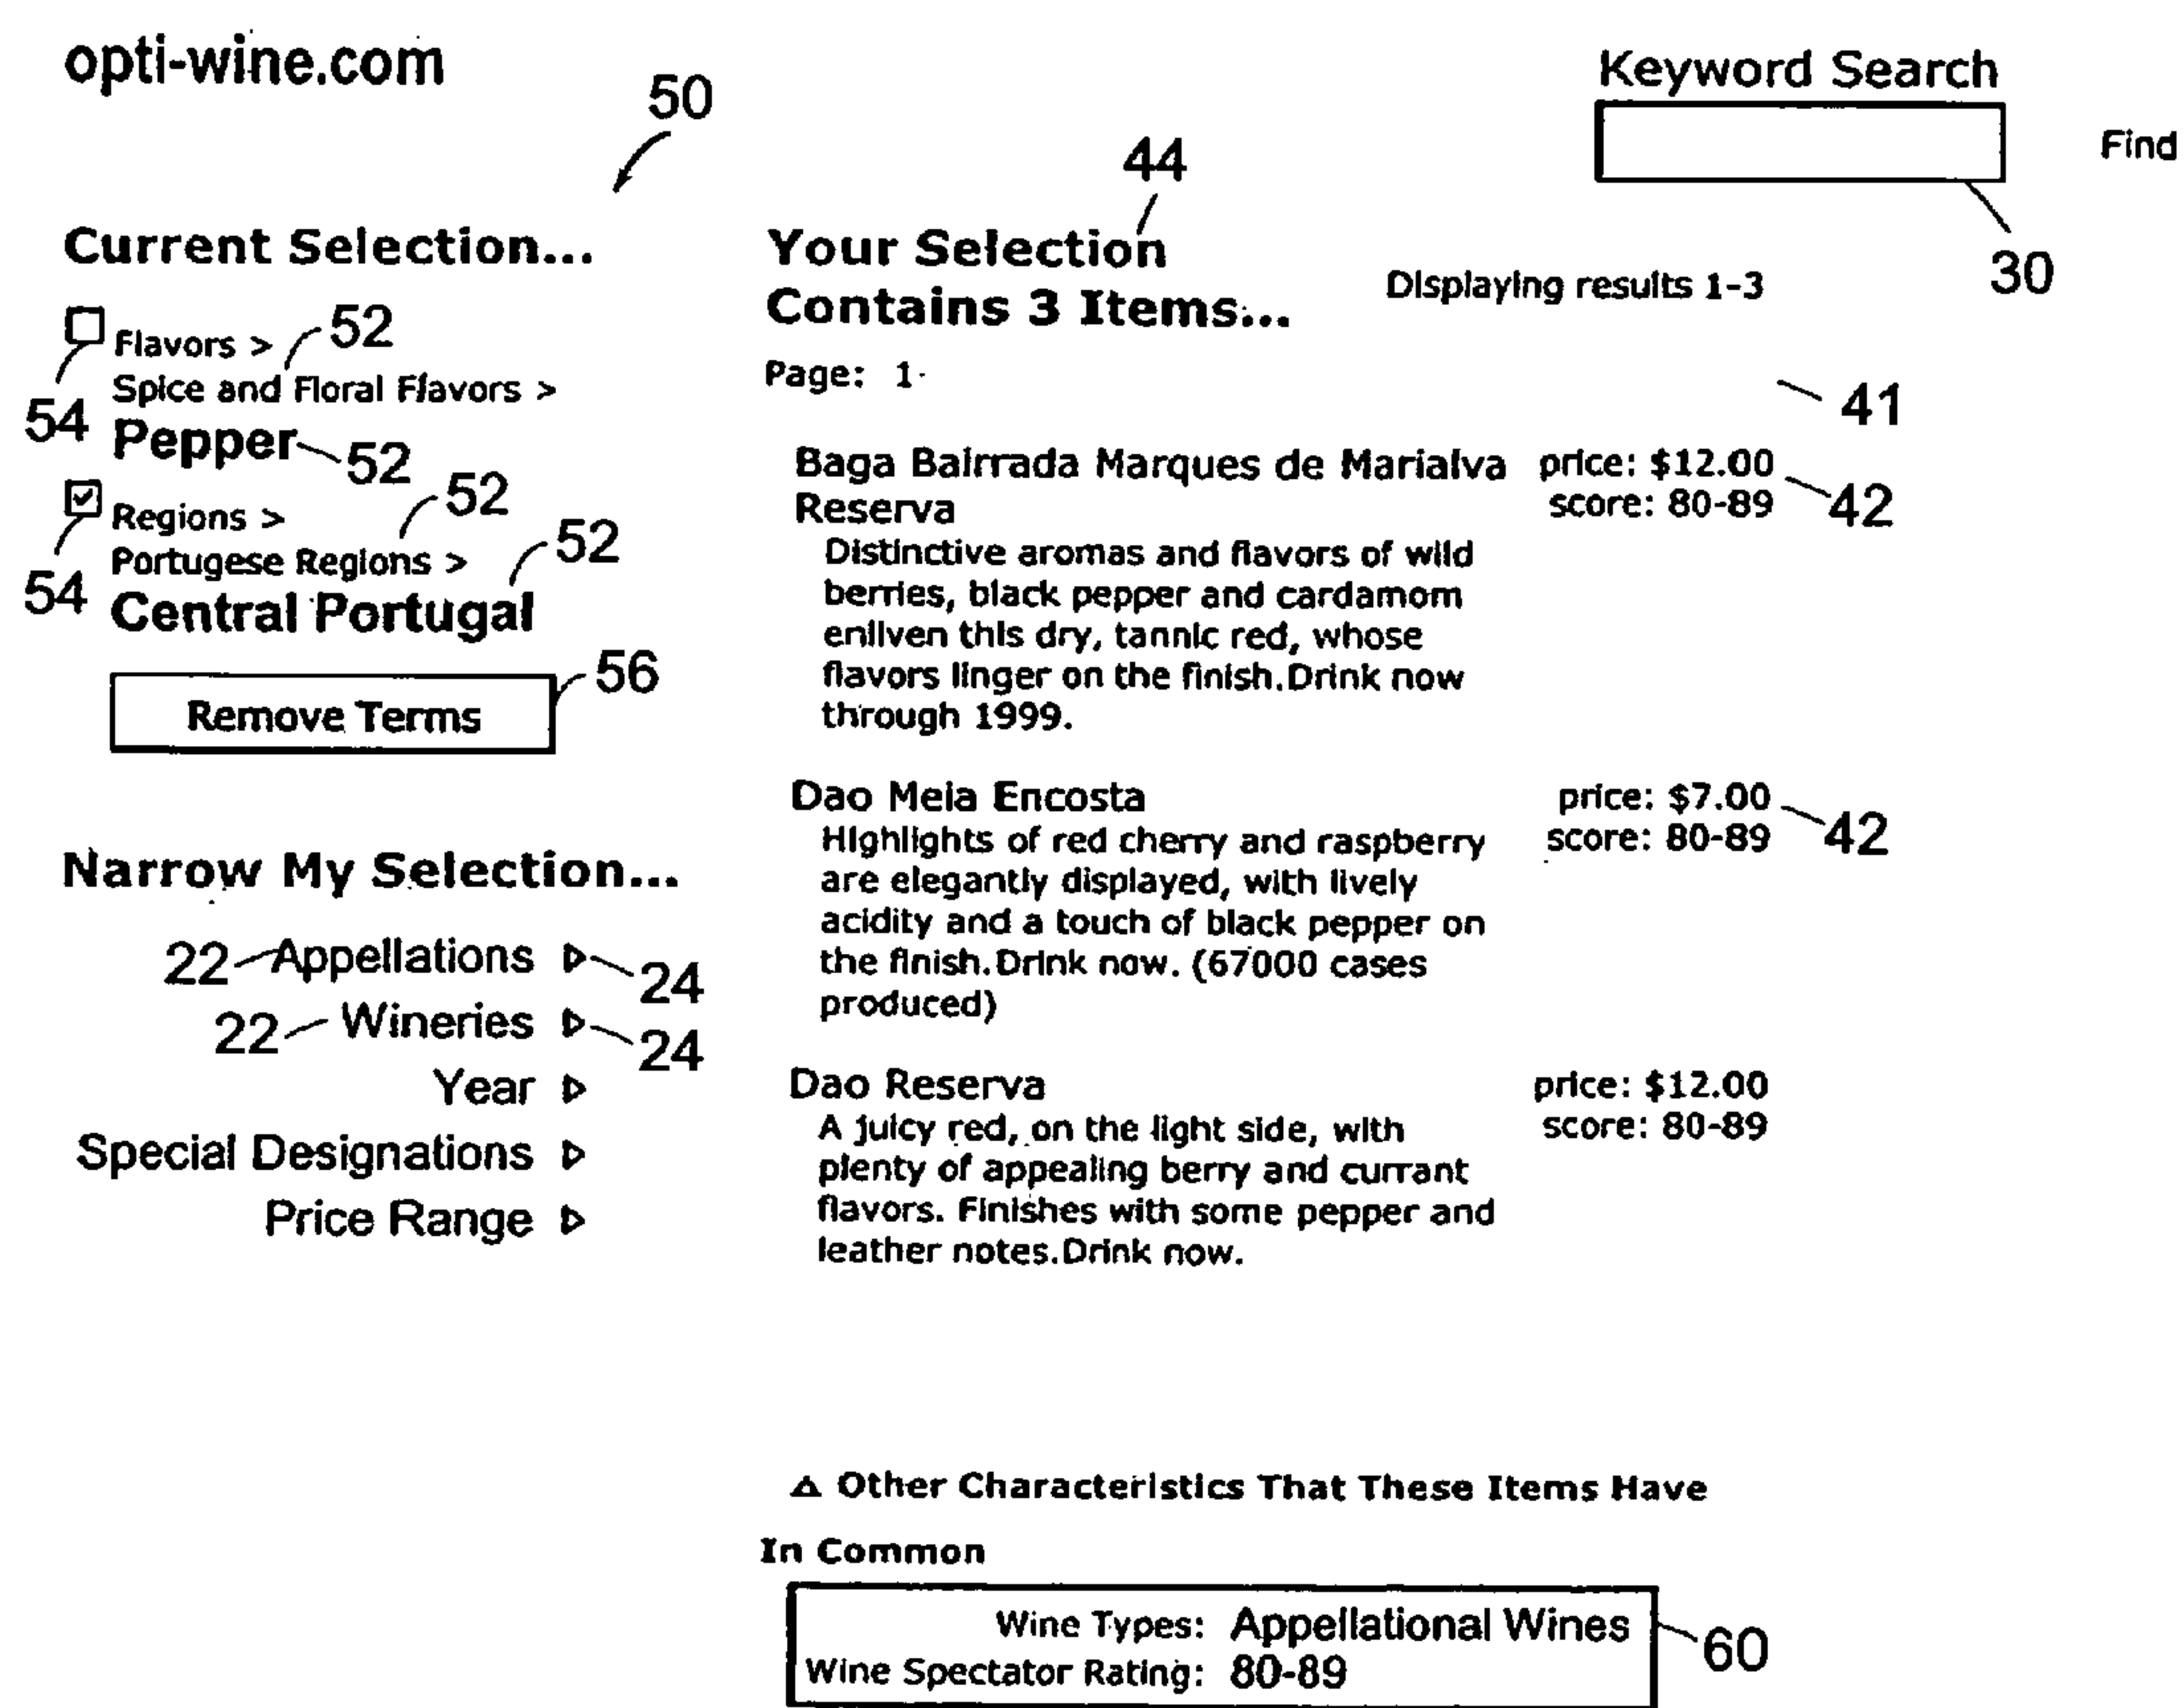 opti-wine.com
50
44
Keyword Search
Find
30
Current Selection...
Flavors > 52
Spice and Floral Flavors >
54 Pepper 52
Regions > 52
Portugese Regions > 52
54 Central Portugal
Remove Terms 56
Narrow My Selection...
22 Appellations 24
22 Wineries 24
Year
Special Designations
Price Range
Your Selection
Contains 3 Items...
Displaying results 1-3
Page: 1
41
Baga Bairrada Marques de Marialva price: $12.00
Reserva score: 80-89 42
Distinctive aromas and flavors of wild
berries, black pepper and cardamom
enliven this dry, tannic red, whose
flavors linger on the finish.Drink now
through 1999.
Dao Meia Encosta price: $7.00
Highlights of red cherry and raspberry score: 80-89 42
are elegantly displayed, with lively
acidity and a touch of black pepper on
the finish.Drink now. (67000 cases
produced)
Dao Reserva price: $12.00
A juicy red, on the light side, with score: 80-89
plenty of appealing berry and currant
flavors. Finishes with some pepper and
leather notes.Drink now.
Other Characteristics That These Items Have
In Common
Wine Types: Appellational Wines
Wine Spectator Rating: 80-89
60